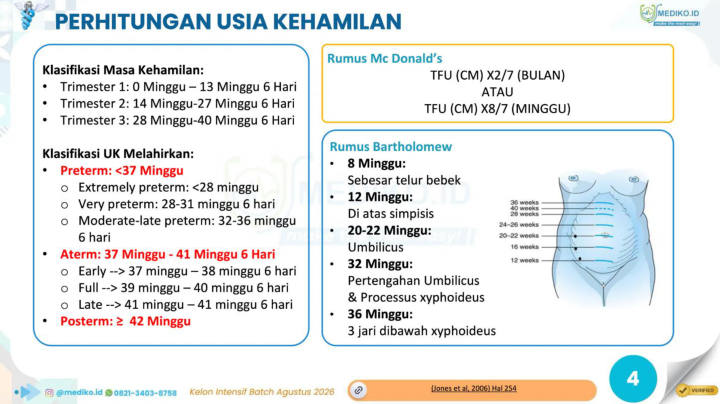 PERHITUNGAN USIA KEHAMILAN
MEDIKO.ID
make the med easy!
Klasifikasi Masa Kehamilan:
• Trimester 1: 0 Minggu – 13 Minggu 6 Hari
• Trimester 2: 14 Minggu-27 Minggu 6 Hari
• Trimester 3: 28 Minggu-40 Minggu 6 Hari
Klasifikasi UK Melahirkan:
• Preterm: <37 Minggu
o Extremely preterm: <28 minggu
o Very preterm: 28-31 minggu 6 hari
o Moderate-late preterm: 32-36 minggu
6 hari
• Aterm: 37 Minggu - 41 Minggu 6 Hari
o Early --> 37 minggu – 38 minggu 6 hari
o Full --> 39 minggu – 40 minggu 6 hari
o Late --> 41 minggu – 41 minggu 6 hari
• Posterm: ≥ 42 Minggu
Rumus Mc Donald's
TFU (CM) X2/7 (BULAN)
ATAU
TFU (CM) X8/7 (MINGGU)
Rumus Bartholomew
• 8 Minggu:
Sebesar telur bebek
• 12 Minggu:
Di atas simpisis
• 20-22 Minggu:
Umbilicus
• 32 Minggu:
Pertengahan Umbilicus
& Processus xyphoideus
• 36 Minggu:
3 jari dibawah xyphoideus
36 weeks
40 weeks
28 weeks
24–26 weeks
20–22 weeks
16 weeks
12 weeks
MEDIKO.ID
@mediko.id 0821-3403-8758
Kelon Intensif Batch Agustus 2026
(Jones et al, 2006) Hal 254
4
VERIFIED